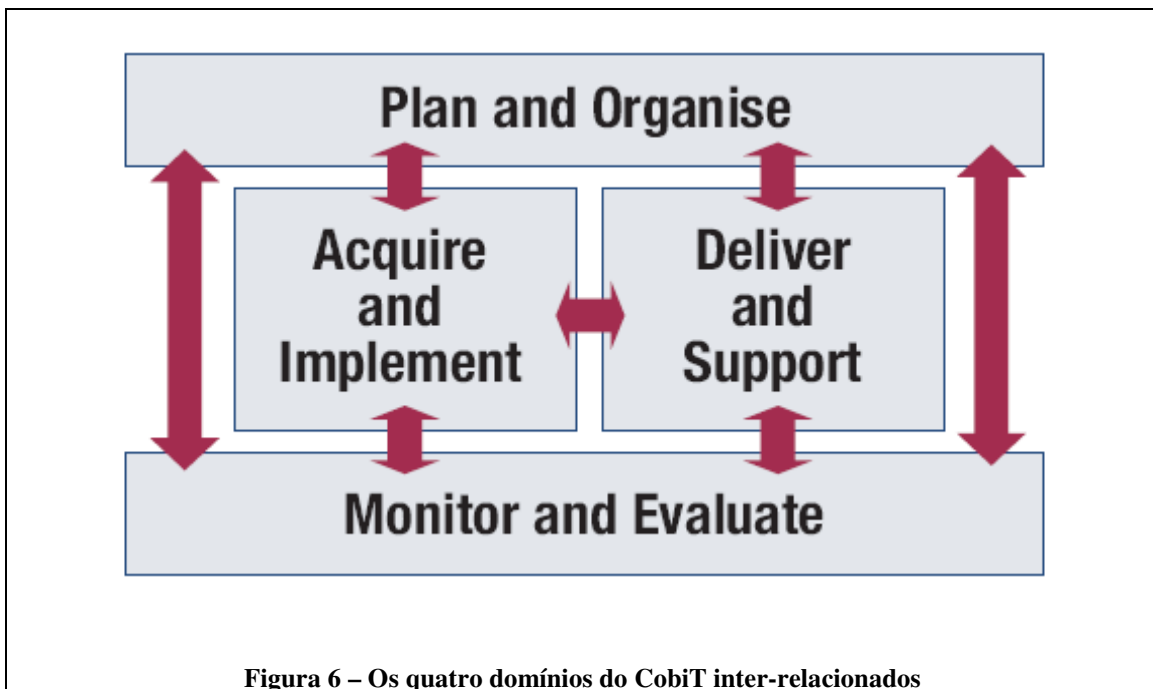 Plan and Organise
Acquire
and
Implement
Deliver
and
Support
Monitor and Evaluate
Figura 6 – Os quatro domínios do CobiT inter-relacionados